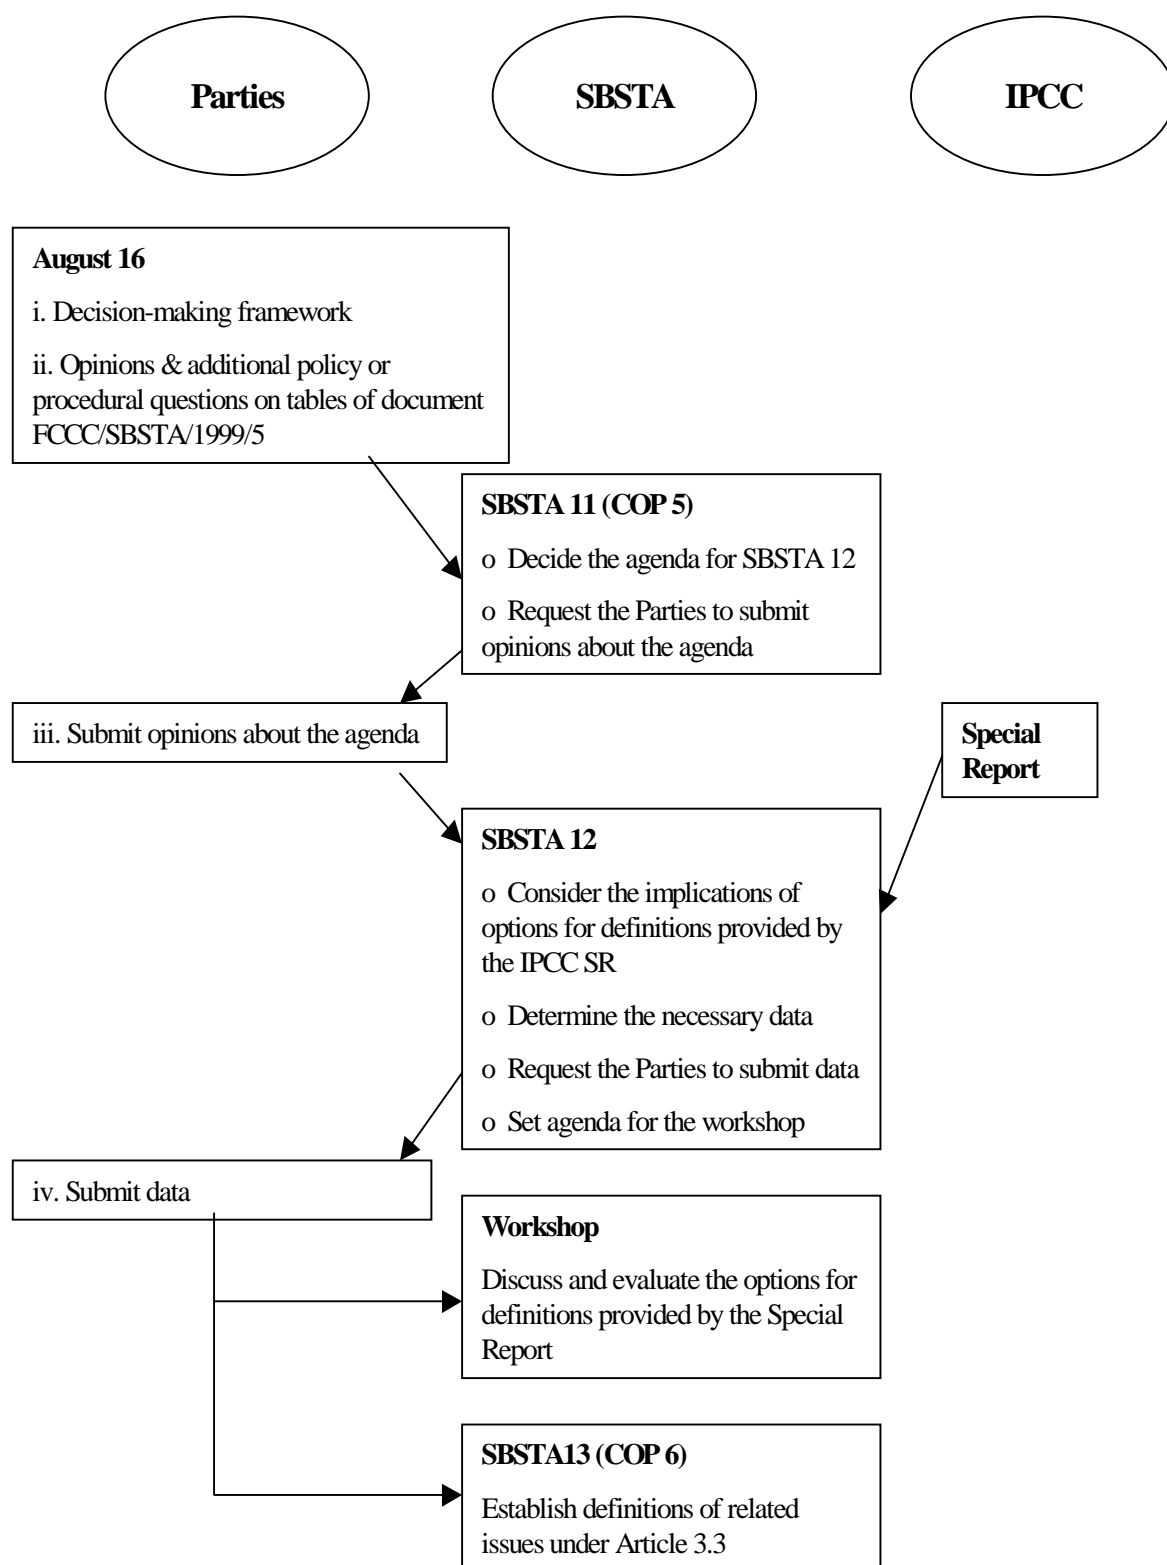 Parties
SBSTA
IPCC
August 16
i. Decision-making framework
ii. Opinions & additional policy or
procedural questions on tables of document
FCCC/SBSTA/1999/5
SBSTA 11 (COP 5)
o Decide the agenda for SBSTA 12
o Request the Parties to submit
opinions about the agenda
iii. Submit opinions about the agenda
Special
Report
SBSTA 12
o Consider the implications of
options for definitions provided by
the IPCC SR
o Determine the necessary data
o Request the Parties to submit data
o Set agenda for the workshop
iv. Submit data
Workshop
Discuss and evaluate the options for
definitions provided by the Special
Report
SBSTA13 (COP 6)
Establish definitions of related
issues under Article 3.3